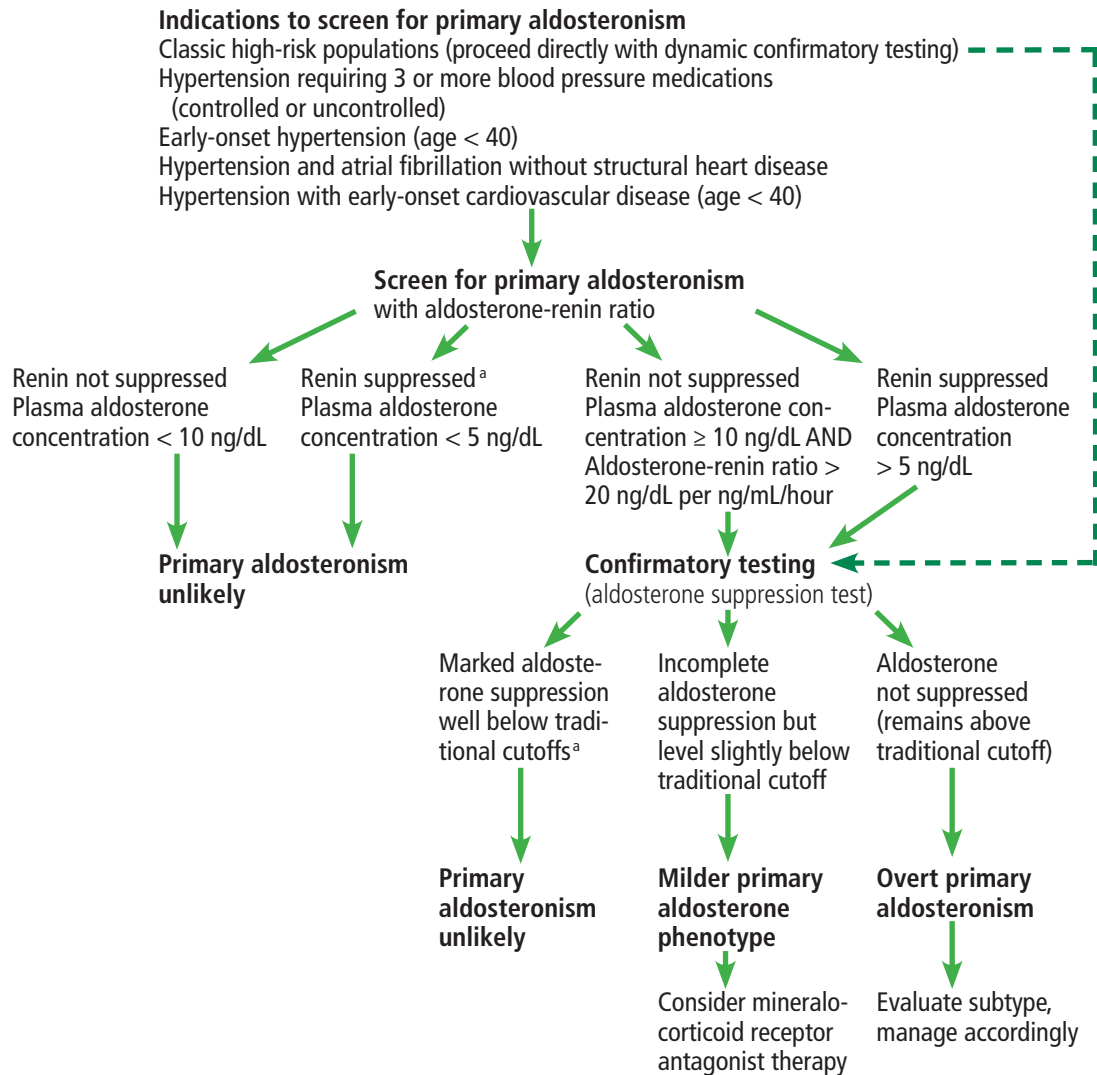 Indications to screen for primary aldosteronism
Classic high-risk populations (proceed directly with dynamic confirmatory testing)
Hypertension requiring 3 or more blood pressure medications
(controlled or uncontrolled)
Early-onset hypertension (age < 40)
Hypertension and atrial fibrillation without structural heart disease
Hypertension with early-onset cardiovascular disease (age < 40)
Screen for primary aldosteronism
with aldosterone-renin ratio
Renin not suppressed
Plasma aldosterone
concentration < 10 ng/dL
Renin suppressed a
Plasma aldosterone
concentration < 5 ng/dL
Renin not suppressed
Plasma aldosterone con-
centration ≥ 10 ng/dL AND
Aldosterone-renin ratio >
20 ng/dL per ng/mL/hour
Renin suppressed
Plasma aldosterone
concentration
> 5 ng/dL
Primary aldosteronism
unlikely
Confirmatory testing
(aldosterone suppression test)
Marked aldoste-
rone suppression
well below tradi-
tional cutoffs a
Incomplete
aldosterone
suppression but
level slightly below
traditional cutoff
Aldosterone
not suppressed
(remains above
traditional cutoff)
Primary
aldosteronism
unlikely
Milder primary
aldosterone
phenotype
Overt primary
aldosteronism
Consider mineralo-
corticoid receptor
antagonist therapy
Evaluate subtype,
manage accordingly